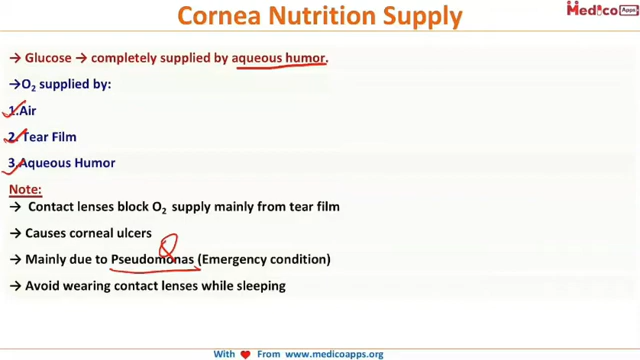 Cornea Nutrition Supply
Medico Apps
→ Glucose → completely supplied by aqueous humor.
→O₂ supplied by:
1.Air
2. Tear Film
3.Aqueous Humor
Note:
→ Contact lenses block O₂ supply mainly from tear film
→ Causes corneal ulcers
→ Mainly due to Pseudomonas (Emergency condition)
→ Avoid wearing contact lenses while sleeping
With ♥ From www.medicoapps.org